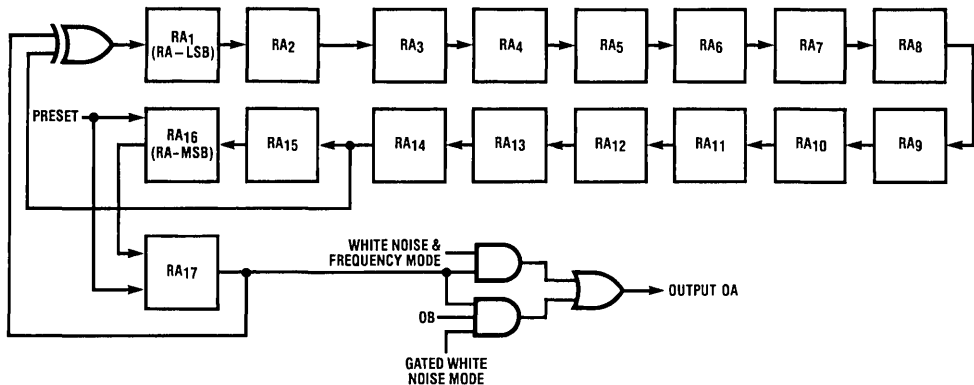 RA1
(RA-LSB)
RA2
RA3
RA4
RA5
RA6
RA7
RA8
PRESET
RA16
(RA-MSB)
RA15
RA14
RA13
RA12
RA11
RA10
RA9
RA17
WHITE NOISE &
FREQUENCY MODE
OUTPUT OA
OB
GATED WHITE
NOISE MODE